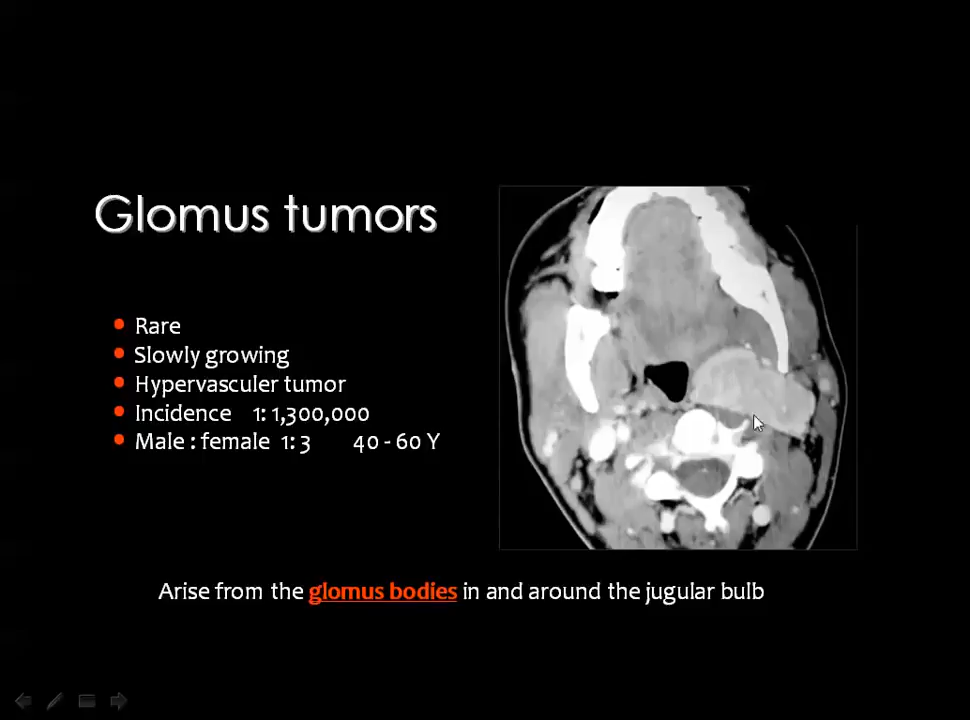 Glomus tumors
Rare
Slowly growing
Hypervasculer tumor
Incidence 1: 1,300,000
Male : female 1: 3 40 - 60 Y
Arise from the glomus bodies in and around the jugular bulb